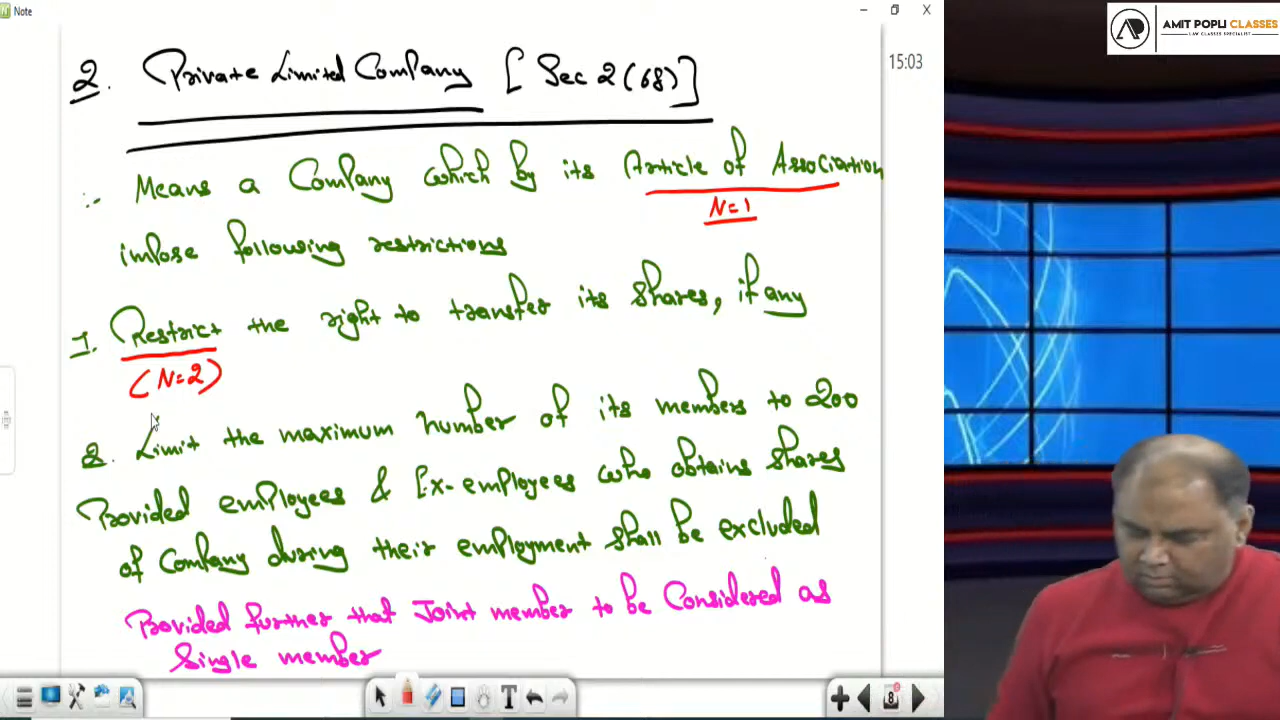 Note
AMIT POPLI CLASSES
LAW CLASSES SPECIALIST
15:03
2. Private Limited Company [Sec 2(68)]
:- Means a Company which by its Article of Association
N=1
impose following restrictions
1. Restrict the right to transfer its shares, if any
(N=2)
2. Limit the maximum number of its members to 200
Provided employees & Ex-employees who obtains shares
of Company during their employment shall be excluded
Provided further that Joint member to be Considered as
Single member
T
8